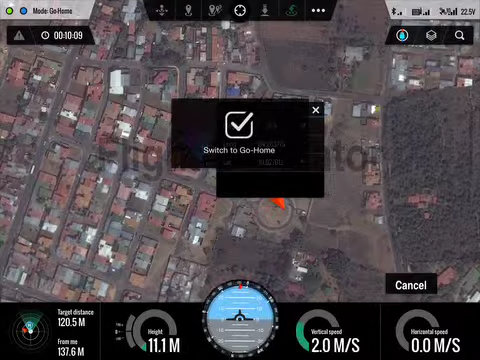 Mode: Go-Home
22.5V
00:10:09
Switch to Go-Home
Cancel
Target distance
120.5 M
From me
137.6 M
Height
11.1 M
Vertical speed
2.0 M/S
Horizontal speed
0.0 M/S